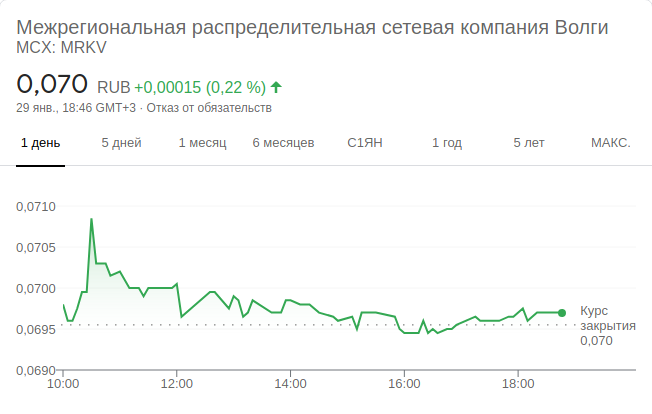 Межрегиональная распределительная сетевая компания Волги
MCX: MRKV
0,070 RUB +0,00015 (0,22 %)
29 янв., 18:46 GMT+3 · Отказ от обязательств
1 день 5 дней 1 месяц 6 месяцев С1ЯН 1 год 5 лет МАКС.
0,0710
0,0705
0,0700
0,0695
0,0690
Курс
закрытия
0,070
10:00 12:00 14:00 16:00 18:00